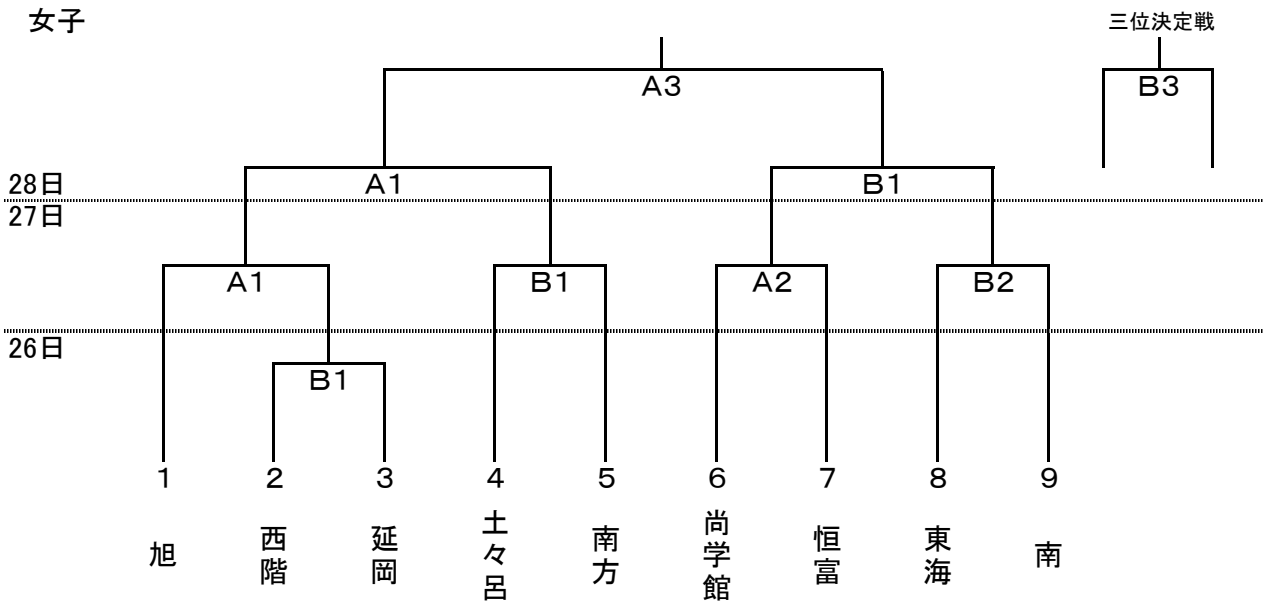 女子
三位決定戦
A3
B3
28日
A1
B1
27日
A1
B1
A2
B2
26日
B1
1
2
3
4
5
6
7
8
9
旭
西階
延岡
土々呂
南方
尚学館
恒富
東海
南